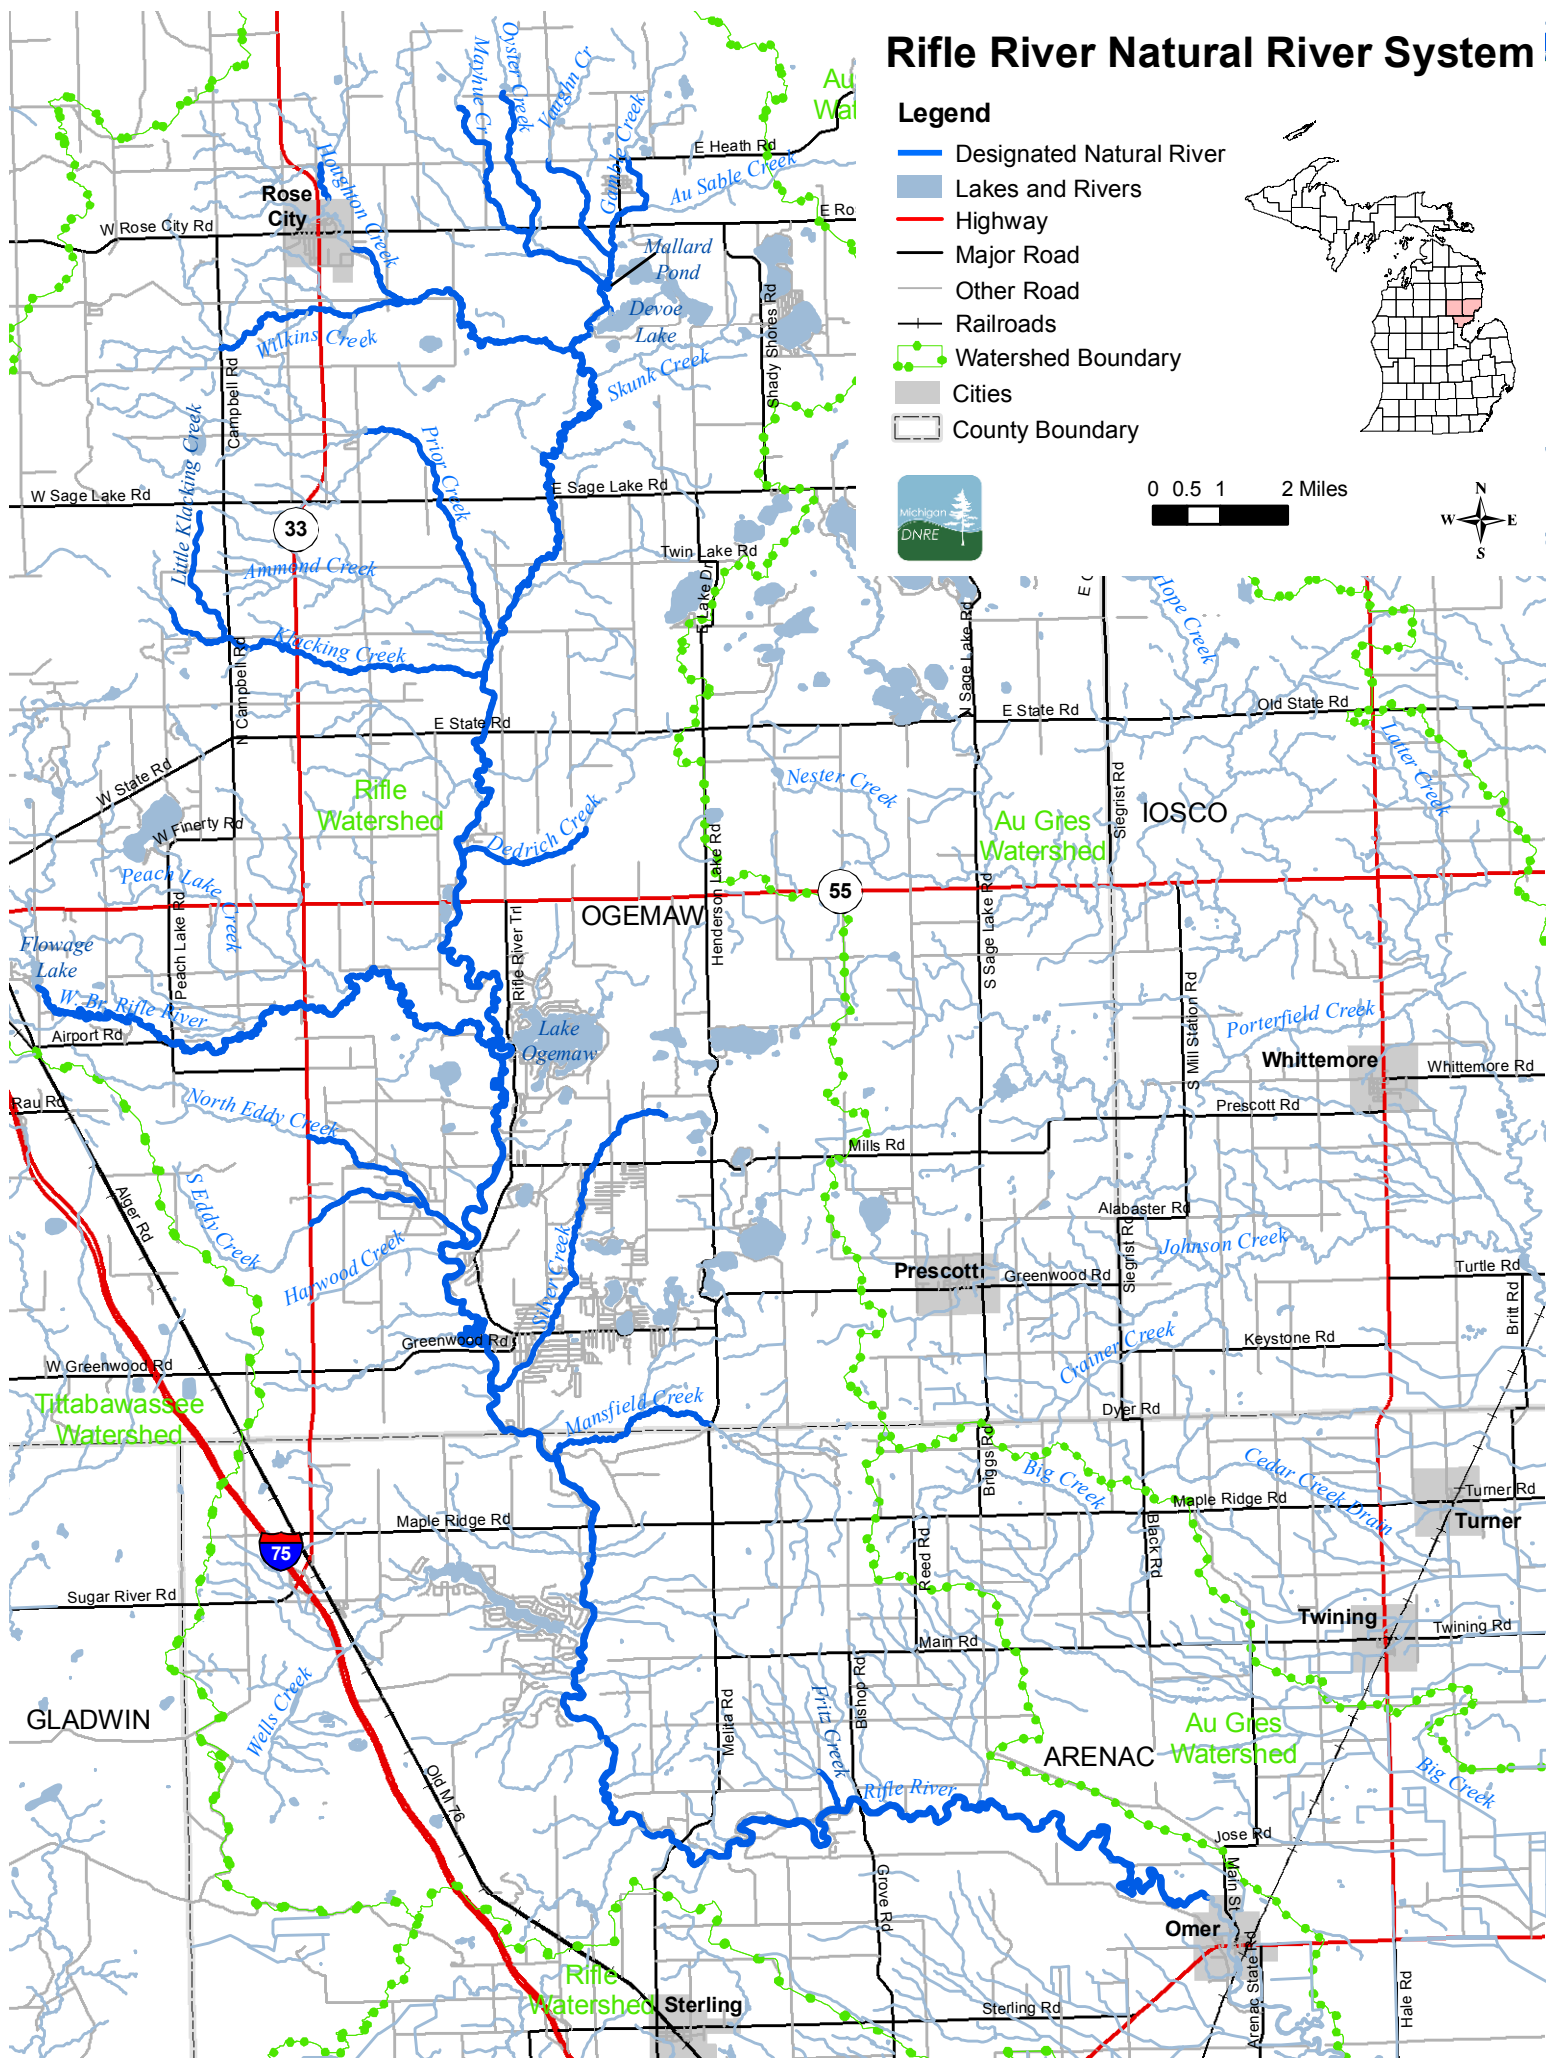 Rifle River Natural River System
Legend
Designated Natural River
Lakes and Rivers
Highway
Major Road
Other Road
Railroads
Watershed Boundary
Cities
County Boundary
Michigan
DNRE
0 0.5 1 2 Miles
N
W E
S
Mayhue Cr
Oyster Creek
Vaughn Cr
Gamble Creek
Au
Wat
E Heath Rd
Au Sable Creek
Houghton Creek
Rose
City
W Rose City Rd
E Ro
Mallard
Pond
Devoe
Lake
Shady Shores Rd
Wilkins Creek
Skunk Creek
Campbell Rd
Little Klacking Creek
Prior Creek
W Sage Lake Rd
E Sage Lake Rd
33
Twin Lake Rd
Ammond Creek
E Lake Dr
N Sage Lake Rd
E C
Hope Creek
Klacking Creek
N Campbell Rd
E State Rd
E State Rd
Old State Rd
Latter Creek
W State Rd
Rifle
Watershed
Nester Creek
Siegrist Rd
IOSCO
W Finerty Rd
Dedrich Creek
Au Gres
Watershed
Peach Lake Creek
Peach Lake Rd
Henderson Lake Rd
55
OGEMAW
S Sage Lake Rd
Flowage
Lake
Rifle River Trl
W. Br. Rifle River
Airport Rd
Lake
Ogemaw
S Mill Station Rd
Porterfield Creek
Whittemore
Whittemore Rd
Rau Rd
North Eddy Creek
Prescott Rd
Mills Rd
S Eddy Creek
Alger Rd
Alabaster Rd
Siegrist Rd
Johnson Creek
Harwood Creek
Silver Creek
Prescott
Greenwood Rd
Turtle Rd
Britt Rd
Greenwood Rd
Crainer Creek
Keystone Rd
W Greenwood Rd
Tittabawassee
Watershed
Mansfield Creek
Dyer Rd
Briggs Rd
Big Creek
Cedar Creek Drain
Maple Ridge Rd
Maple Ridge Rd
Turner Rd
Turner
75
Reed Rd
Black Rd
Sugar River Rd
Twining
Twining Rd
Main Rd
Wells Creek
GLADWIN
Melita Rd
Fritz Creek
Bishop Rd
Au Gres
Watershed
ARENAC
Big Creek
Old M 76
Rifle River
Jose Rd
Main St
Grove Rd
Omer
Rifle
Watershed
Sterling
Sterling Rd
Arenac State Rd
Hale Rd